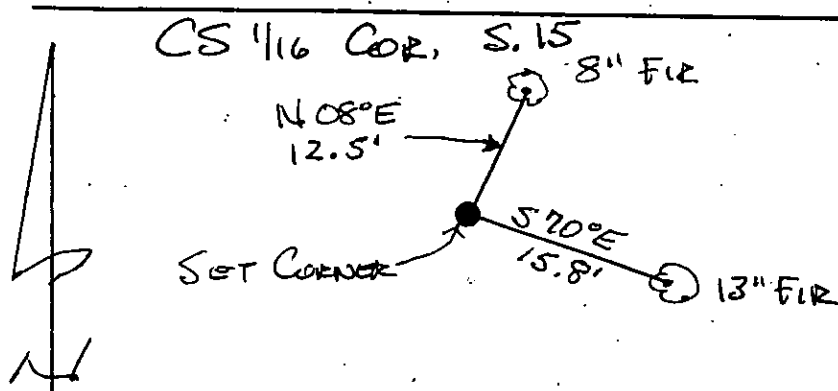 CS 1/16 COR, S.15
8" FIR
N 08°E
12.5'
S 70°E
15.8'
SET CORNER
13" FIR
N